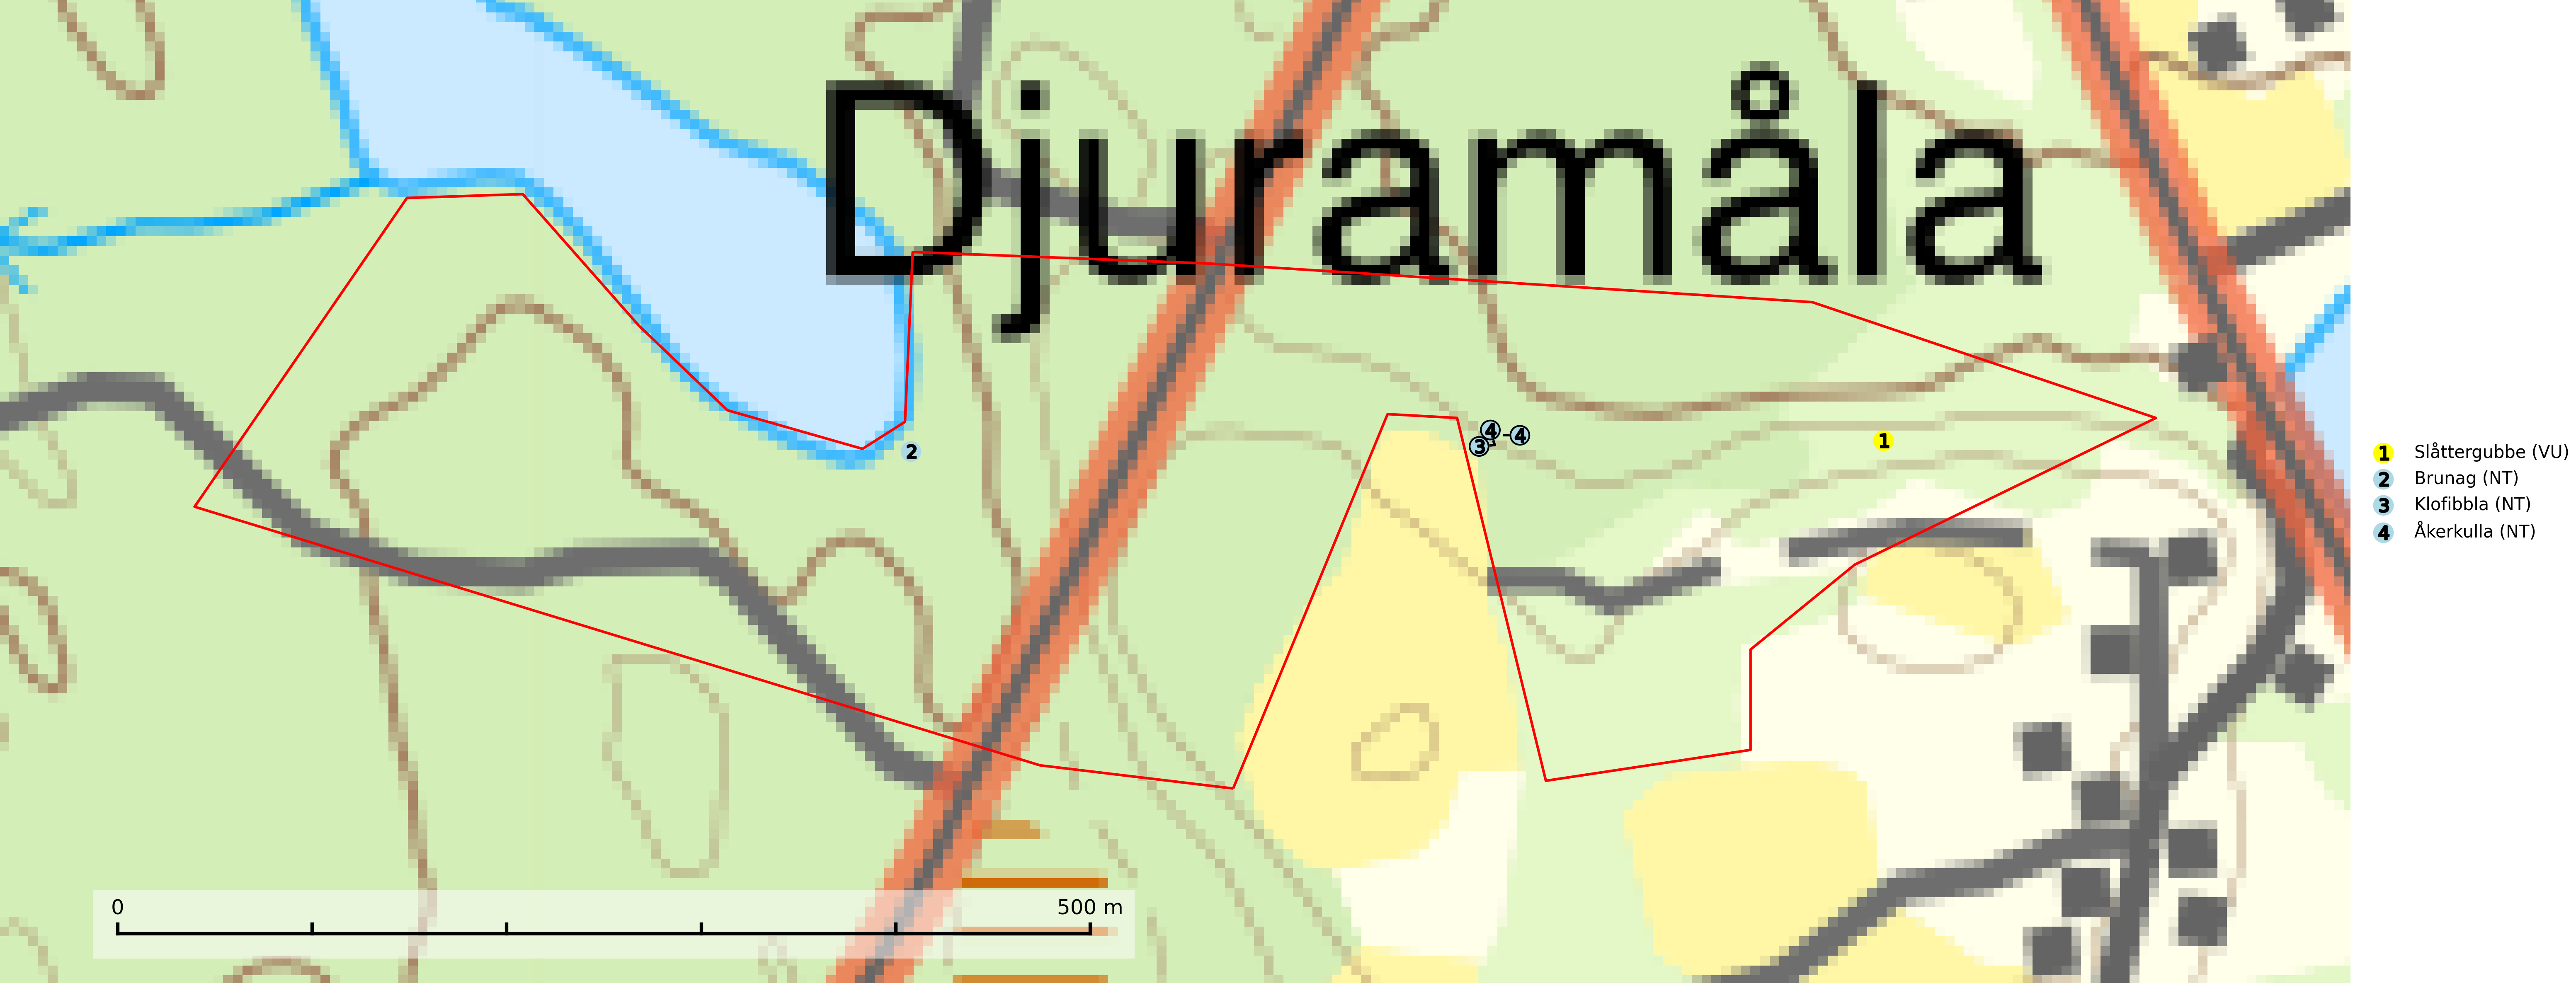 Djuramåla
2
3
4
4
1
1 Slåttergubbe (VU)
2 Brunag (NT)
3 Klofibbla (NT)
4 Åkerkulla (NT)
0 500 m